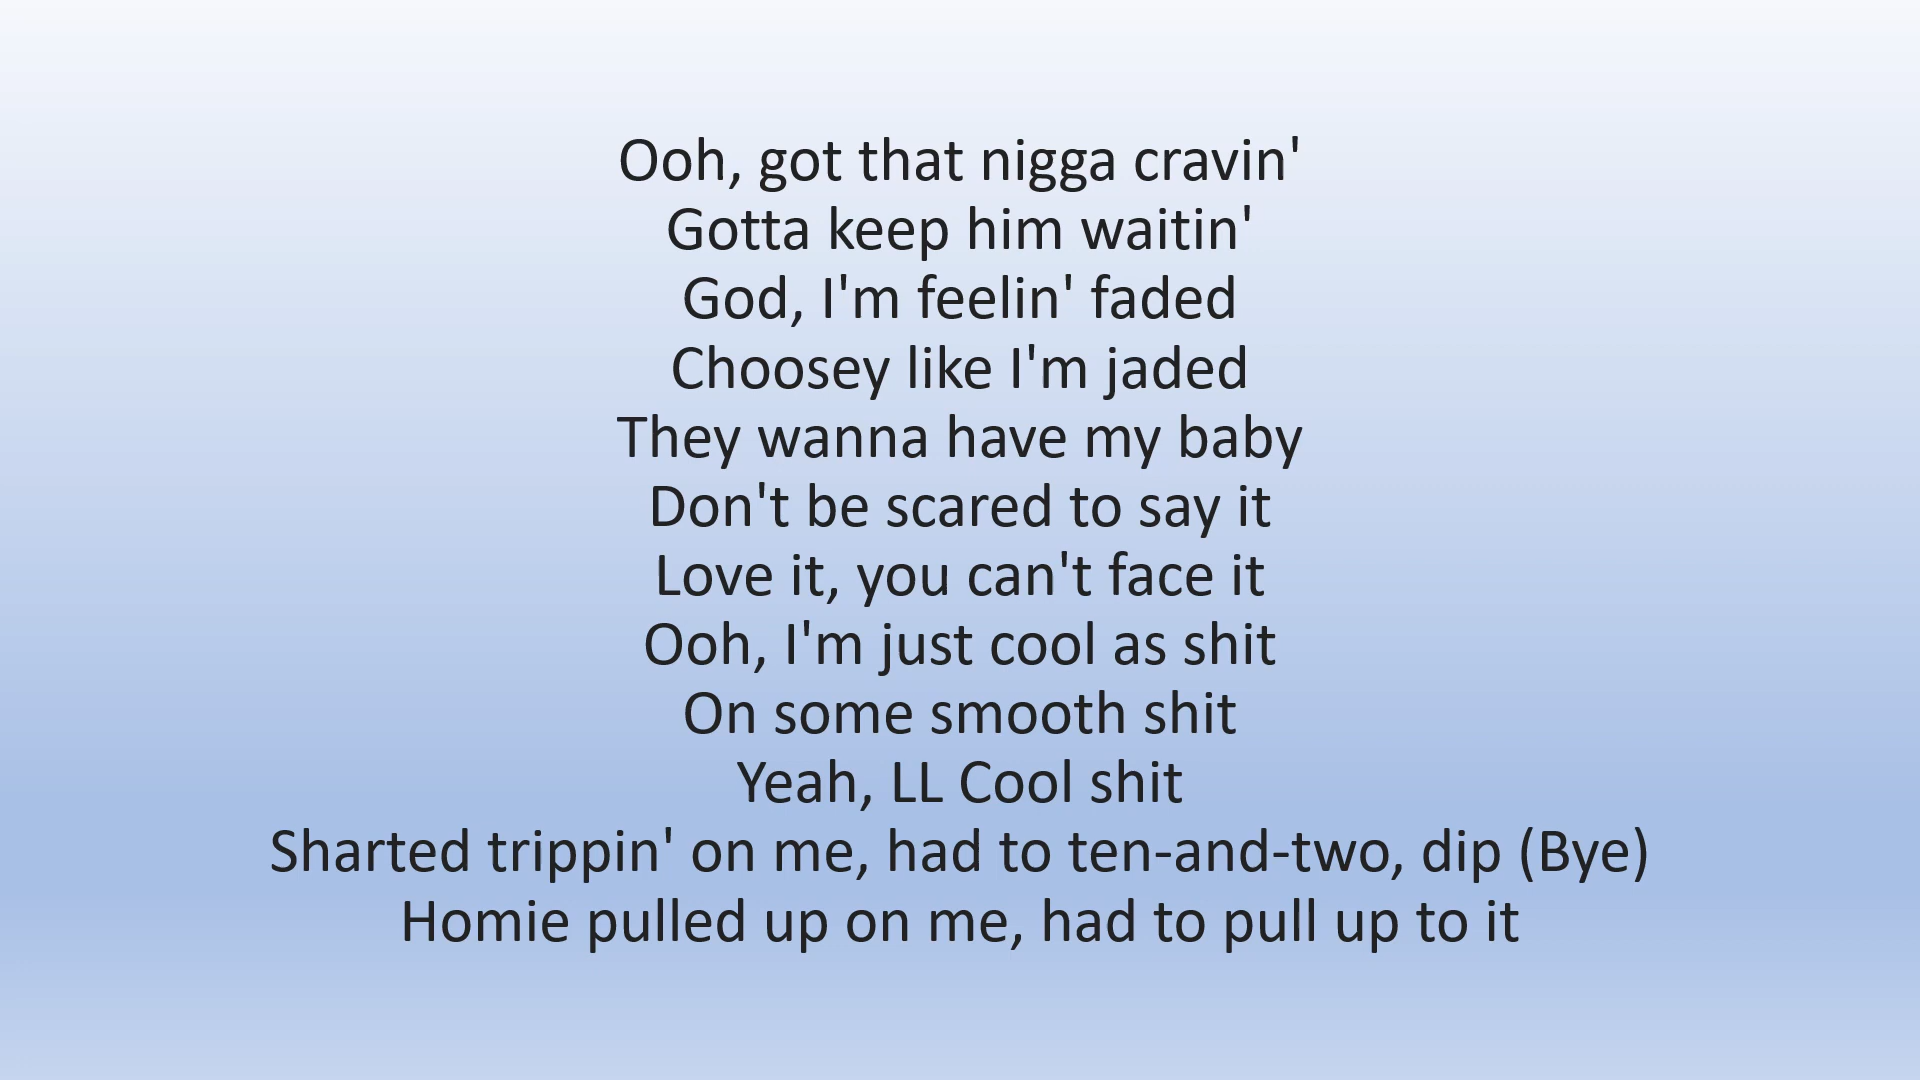 Ooh, got that nigga cravin'
Gotta keep him waitin'
God, I'm feelin' faded
Choosey like I'm jaded
They wanna have my baby
Don't be scared to say it
Love it, you can't face it
Ooh, I'm just cool as shit
On some smooth shit
Yeah, LL Cool shit
Sharted trippin' on me, had to ten-and-two, dip (Bye)
Homie pulled up on me, had to pull up to it